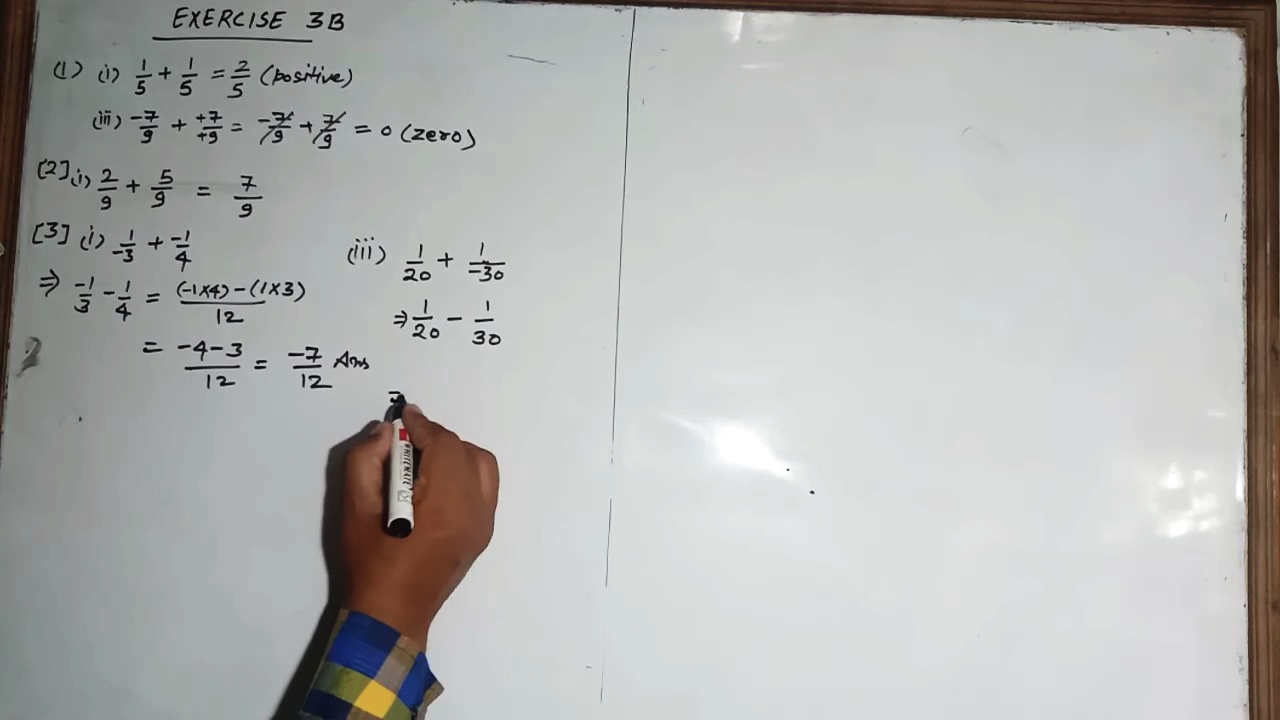 EXERCISE 3B
(1) (i) 1/5 + 1/5 = 2/5 (positive)
(iii) -7/9 + +7/+9 = -7/9 + 7/9 = 0 (zero)
[2] (i) 2/9 + 5/9 = 7/9
[3] (i) 1/-3 + -1/4
⇒ -1/3 - 1/4 = (-1×4) - (1×3)/12
= -4-3/12 = -7/12 Ans
(iii) 1/20 + 1/-30
⇒ 1/20 - 1/30
=
WHITEMATE